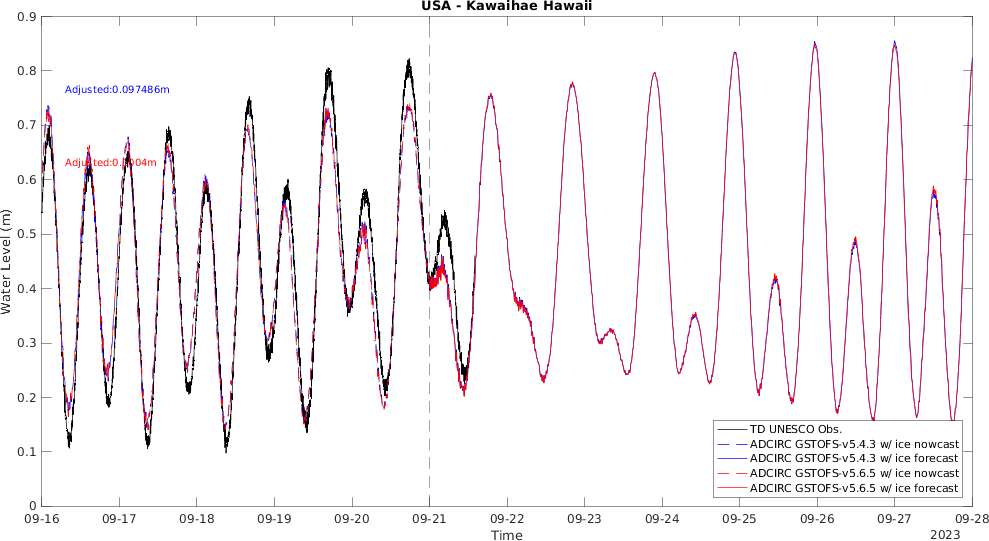 USA - Kawaihae Hawaii
0.9
0.8
0.7
0.6
0.5
0.4
0.3
0.2
0.1
0
Water Level (m)
Adjusted:0.097486m
TD UNESCO Obs.
ADCIRC GSTOFS-v5.4.3 w/ ice nowcast
ADCIRC GSTOFS-v5.4.3 w/ ice forecast
ADCIRC GSTOFS-v5.6.5 w/ ice nowcast
ADCIRC GSTOFS-v5.6.5 w/ ice forecast
09-16 09-17 09-18 09-19 09-20 09-21 09-22 09-23 09-24 09-25 09-26 09-27 09-28
Time
2023